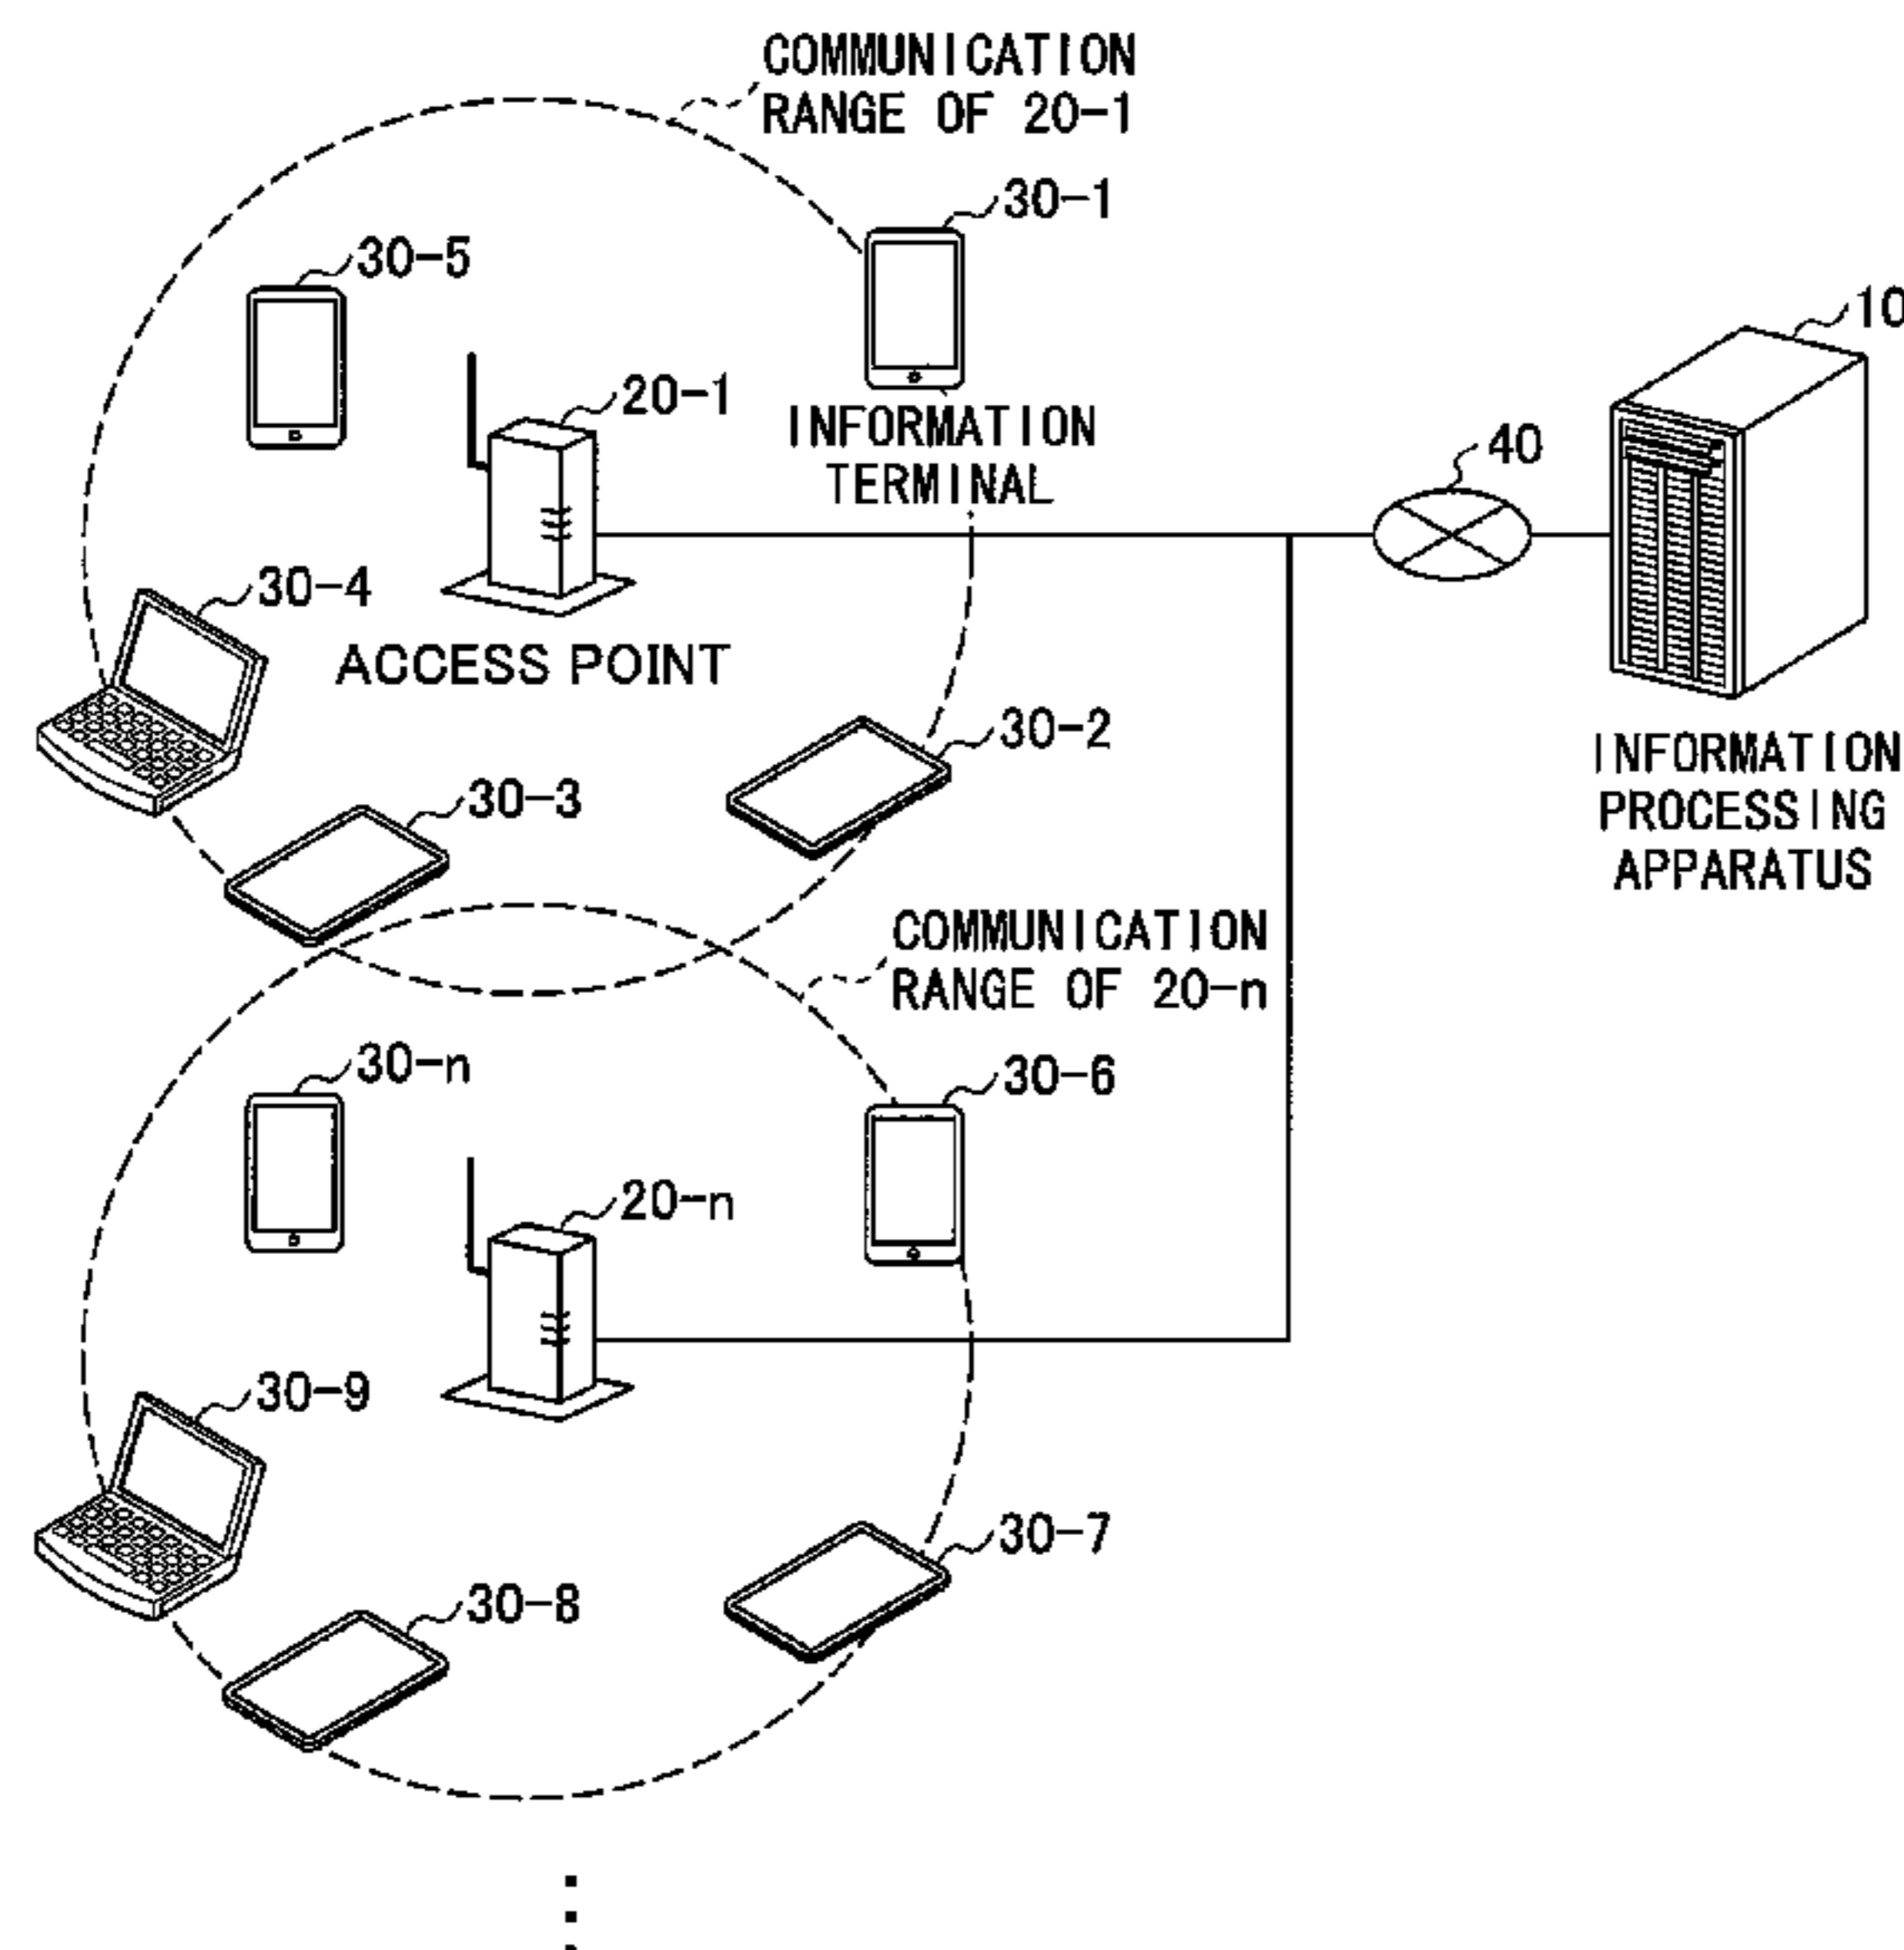 COMMUNICATION
RANGE OF 20-1
30-1
30-5
10
20-1
INFORMATION
TERMINAL
40
30-4
ACCESS POINT
30-2
INFORMATION
PROCESSING
APPARATUS
30-3
COMMUNICATION
RANGE OF 20-n
30-n
30-6
20-n
30-9
30-7
30-8